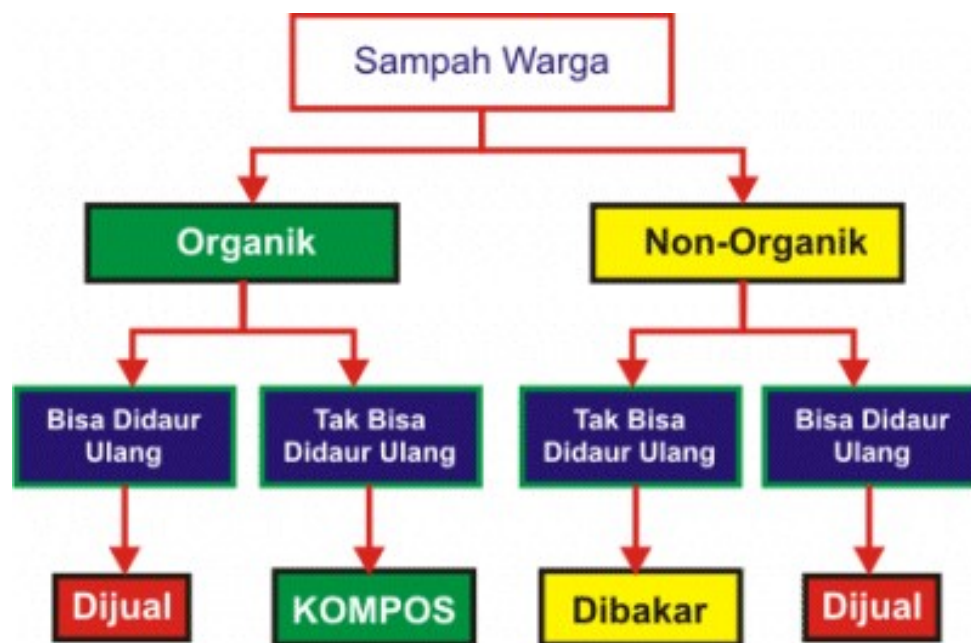 Sampah Warga
Organik
Non-Organik
Bisa Didaur
Ulang
Tak Bisa
Didaur Ulang
Tak Bisa
Didaur Ulang
Bisa Didaur
Ulang
Dijual
KOMPOS
Dibakar
Dijual